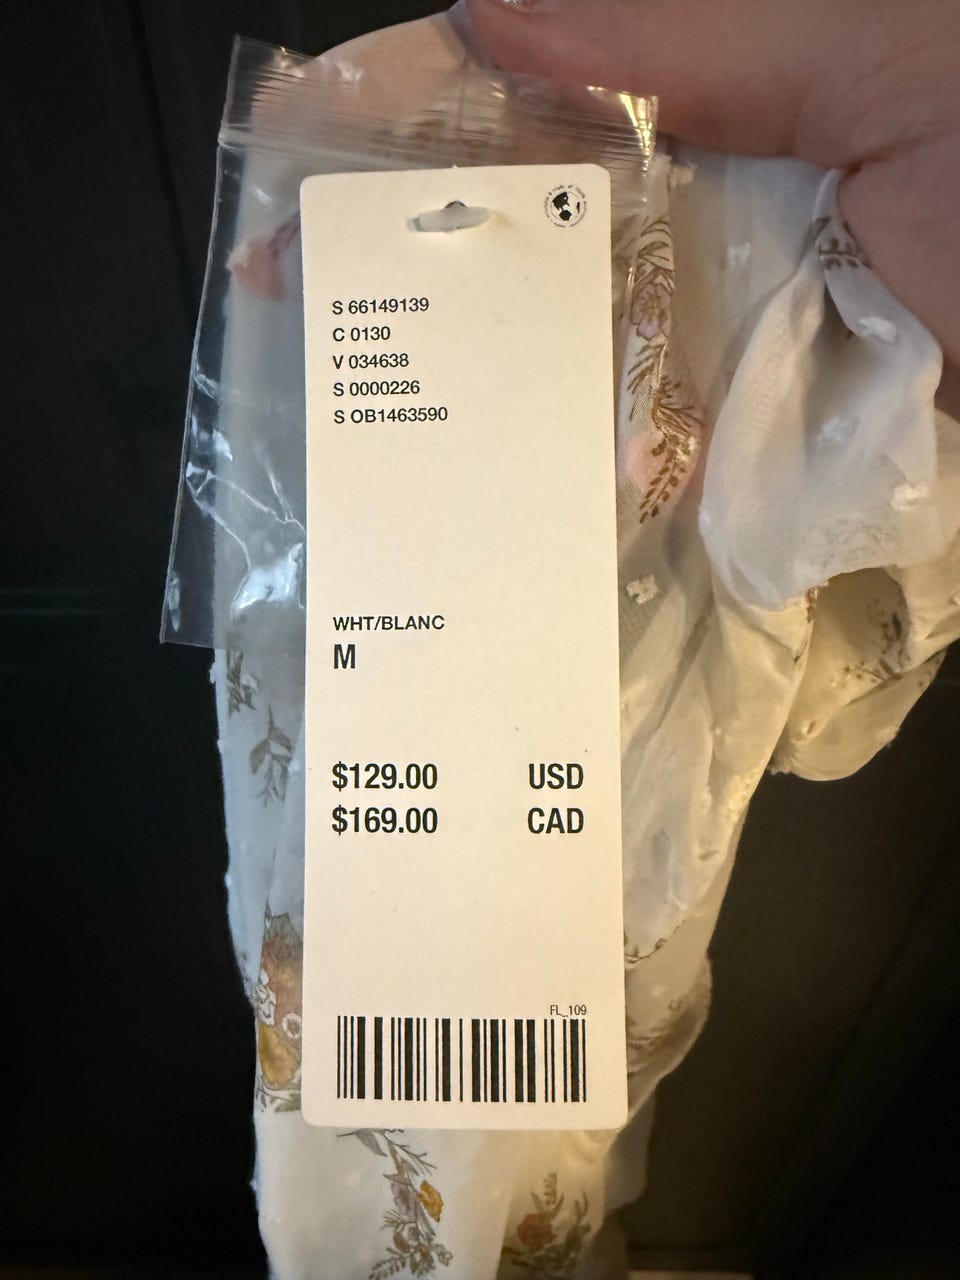 S 66149139
C 0130
V 034638
S 0000226
S OB1463590
WHT/BLANC
M
$129.00 USD
$169.00 CAD
FL_109